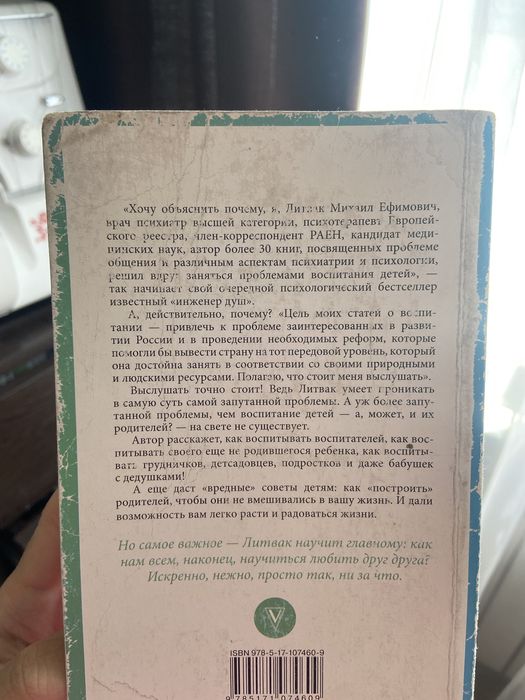 «Хочу объяснить почему, я, Литвак Михаил Ефимович,
врач психиатр высшей категории, психотерапевт Европей-
ского реестра, член-корреспондент РАЕН, кандидат меди-
цинских наук, автор более 30 книг, посвященных проблеме
общения и различным аспектам психиатрии и психологии,
решил вдруг заняться проблемами воспитания детей», —
так начинает свой очередной психологический бестселлер
известный «инженер душ».
А, действительно, почему? «Цель моих статей о воспи-
тании — привлечь к проблеме заинтересованных в разви-
тии России и в проведении необходимых реформ, которые
помогли бы вывести страну на тот передовой уровень, который
она достойна занять в соответствии со своими природными
и людскими ресурсами. Полагаю, что стоит меня выслушать».
Выслушать точно стоит! Ведь Литвак умеет проникать
в самую суть самой запутанной проблемы. А уж более запу-
танной проблемы, чем воспитание детей — а, может, и их
родителей? — на свете не существует.
Автор расскажет, как воспитывать воспитателей, как вос-
питывать своего еще не родившегося ребенка, как воспиты-
вать грудничков, детсадовцев, подростков и даже бабушек
с дедушками!
А еще даст «вредные» советы детям: как «построить»
родителей, чтобы они не вмешивались в вашу жизнь. И дали
возможность вам легко расти и радоваться жизни.
Но самое важное — Литвак научит главному: как
нам всем, наконец, научиться любить друг друга?
Искренно, нежно, просто так, ни за что.
V
ISBN 978-5-17-107460-9
9 785171 074609